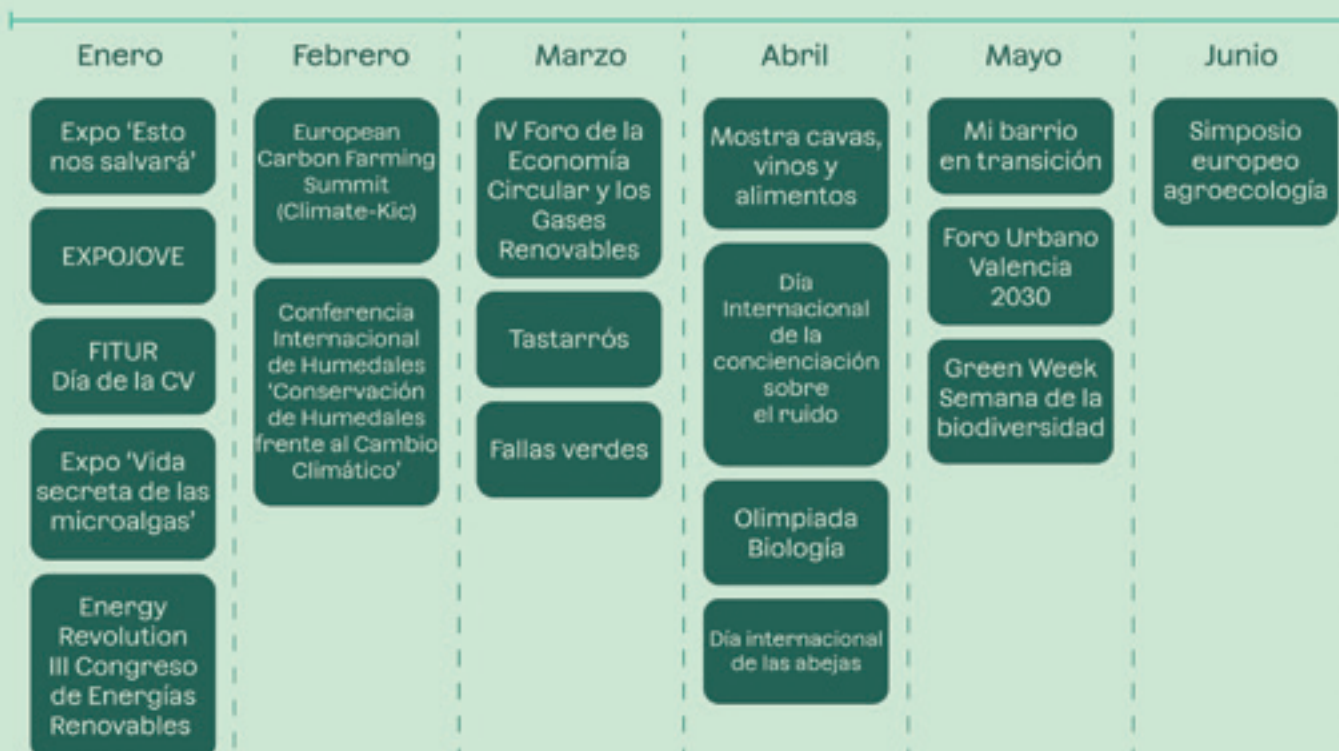 Enero
Expo ‘Esto
nos salvará’
EXPOJOVE
FITUR
Día de la CV
Expo ‘Vida
secreta de las
microalgas’
Energy
Revolution
III Congreso
de Energías
Renovables
Febrero
European
Carbon Farming
Summit
(Climate-Kic)
Conferencia
Internacional
de Humedales
‘Conservación
de Humedales
frente al Cambio
Climático’
Marzo
IV Foro de la
Economía
Circular y los
Gases
Renovables
Tastarrós
Fallas verdes
Abril
Mostra cavas,
vinos y
alimentos
Día
Internacional
de la
concienciación
sobre
el ruido
Olimpiada
Biología
Día internacional
de las abejas
Mayo
Mi barrio
en transición
Foro Urbano
Valencia
2030
Green Week
Semana de la
biodiversidad
Junio
Simposio
europeo
agroecología